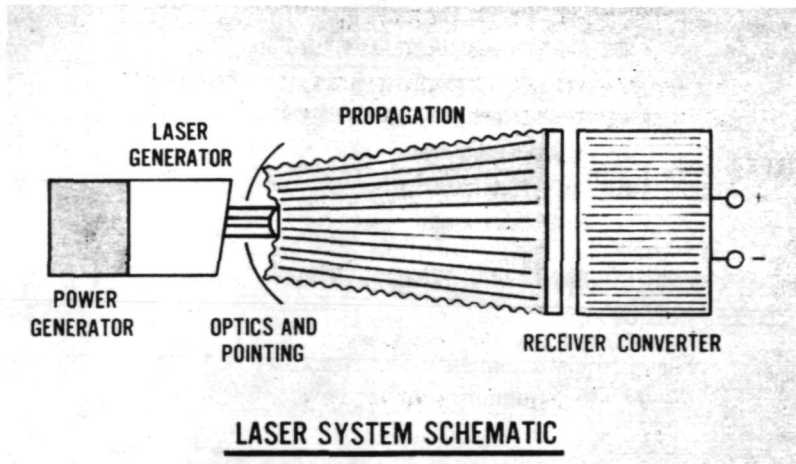 PROPAGATION
LASER
GENERATOR
POWER
GENERATOR
OPTICS AND
POINTING
+
−
RECEIVER CONVERTER
LASER SYSTEM SCHEMATIC